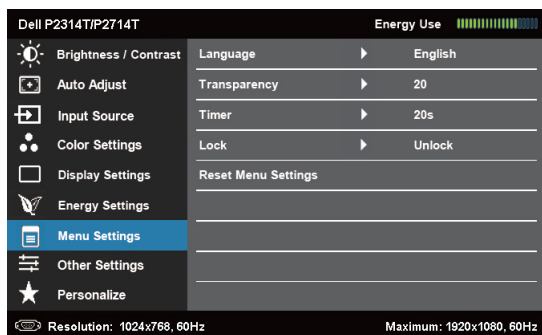 Dell P2314T/P2714T Energy Use
Brightness / Contrast Language English
Auto Adjust Transparency 20
Input Source Timer 20s
Color Settings Lock Unlock
Display Settings Reset Menu Settings
Energy Settings
Menu Settings
Other Settings
Personalize
Resolution: 1024x768, 60Hz Maximum: 1920x1080, 60Hz